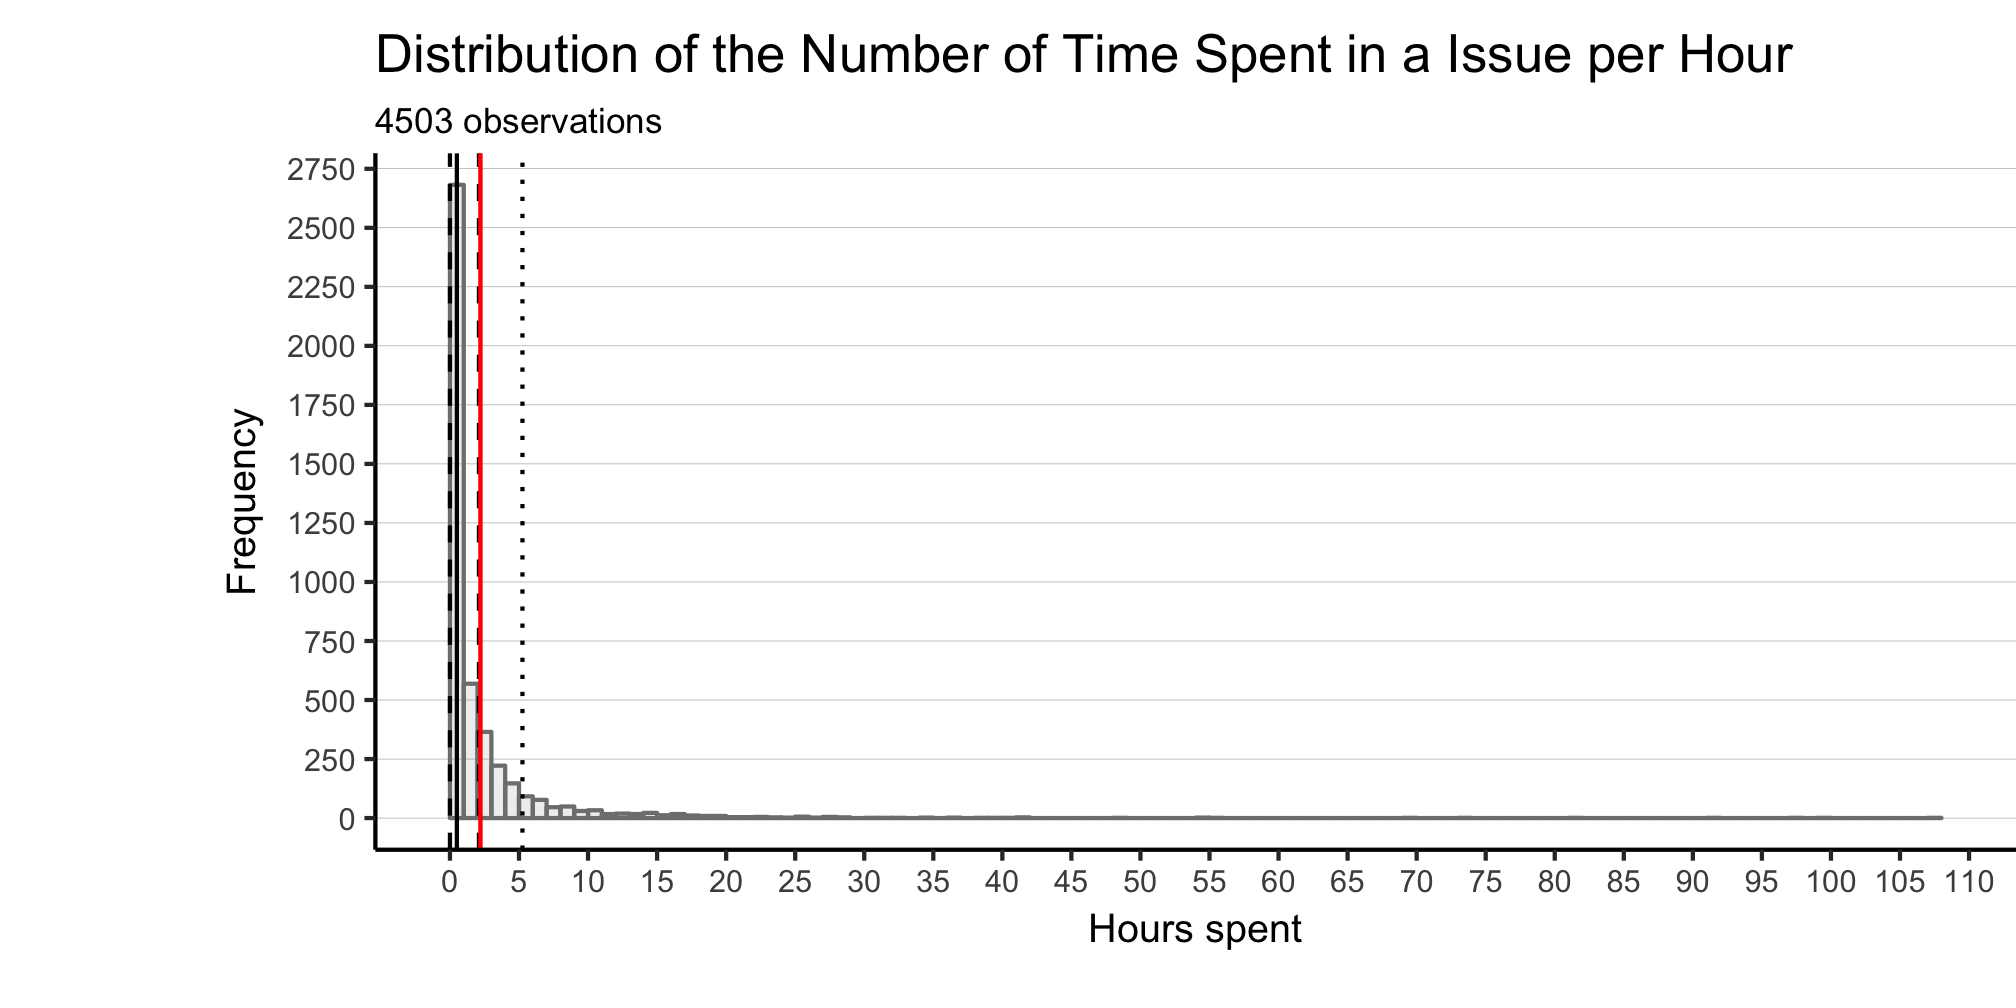 Distribution of the Number of Time Spent in a Issue per Hour
4503 observations
2750
2500
2250
2000
1750
1500
1250
1000
750
500
250
0
Frequency
0 5 10 15 20 25 30 35 40 45 50 55 60 65 70 75 80 85 90 95 100 105 110
Hours spent